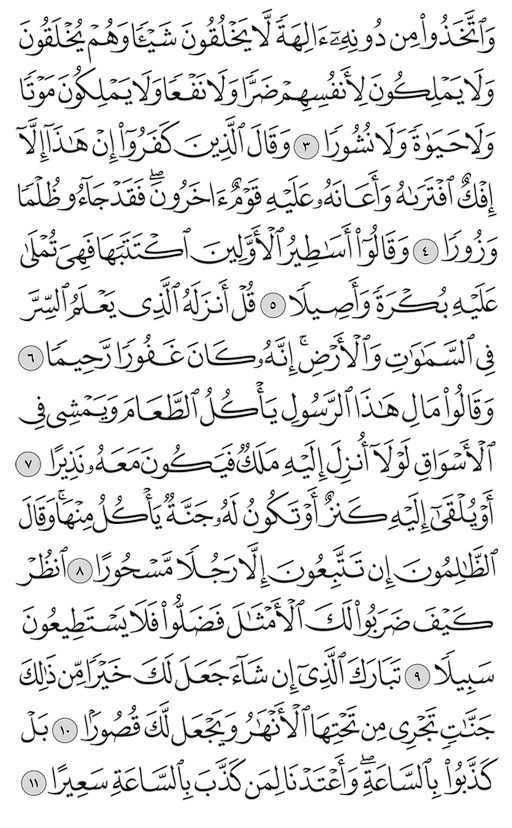 وَٱتَّخَذُوا۟ مِن دُونِهِۦٓ ءَالِهَةً لَّا يَخْلُقُونَ شَيْـًٔا وَهُمْ يُخْلَقُونَ
وَلَا يَمْلِكُونَ لِأَنفُسِهِمْ ضَرًّا وَلَا نَفْعًا وَلَا يَمْلِكُونَ مَوْتًا
وَلَا حَيَوٰةً وَلَا نُشُورًا ٣ وَقَالَ ٱلَّذِينَ كَفَرُوٓا۟ إِنْ هَـٰذَآ إِلَّآ
إِفْكٌ ٱفْتَرَىٰهُ وَأَعَانَهُۥ عَلَيْهِ قَوْمٌ ءَاخَرُونَ ۖ فَقَدْ جَآءُو ظُلْمًا
وَزُورًا ٤ وَقَالُوٓا۟ أَسَـٰطِيرُ ٱلْأَوَّلِينَ ٱكْتَتَبَهَا فَهِىَ تُمْلَىٰ
عَلَيْهِ بُكْرَةً وَأَصِيلًا ٥ قُلْ أَنزَلَهُ ٱلَّذِى يَعْلَمُ ٱلسِّرَّ
فِى ٱلسَّمَـٰوَٰتِ وَٱلْأَرْضِ ۚ إِنَّهُۥ كَانَ غَفُورًا رَّحِيمًا ٦
وَقَالُوا۟ مَالِ هَـٰذَا ٱلرَّسُولِ يَأْكُلُ ٱلطَّعَامَ وَيَمْشِى فِى
ٱلْأَسْوَاقِ ۙ لَوْلَآ أُنزِلَ إِلَيْهِ مَلَكٌ فَيَكُونَ مَعَهُۥ نَذِيرًا ٧
أَوْ يُلْقَىٰٓ إِلَيْهِ كَنزٌ أَوْ تَكُونُ لَهُۥ جَنَّةٌ يَأْكُلُ مِنْهَا ۚ وَقَالَ
ٱلظَّـٰلِمُونَ إِن تَتَّبِعُونَ إِلَّا رَجُلًا مَّسْحُورًا ٨ ٱنظُرْ
كَيْفَ ضَرَبُوا۟ لَكَ ٱلْأَمْثَـٰلَ فَضَلُّوا۟ فَلَا يَسْتَطِيعُونَ
سَبِيلًا ٩ تَبَارَكَ ٱلَّذِىٓ إِن شَآءَ جَعَلَ لَكَ خَيْرًا مِّن ذَٰلِكَ
جَنَّـٰتٍ تَجْرِى مِن تَحْتِهَا ٱلْأَنْهَـٰرُ وَيَجْعَل لَّكَ قُصُورًۢا ١٠ بَلْ
كَذَّبُوا۟ بِٱلسَّاعَةِ ۖ وَأَعْتَدْنَا لِمَن كَذَّبَ بِٱلسَّاعَةِ سَعِيرًا ١١